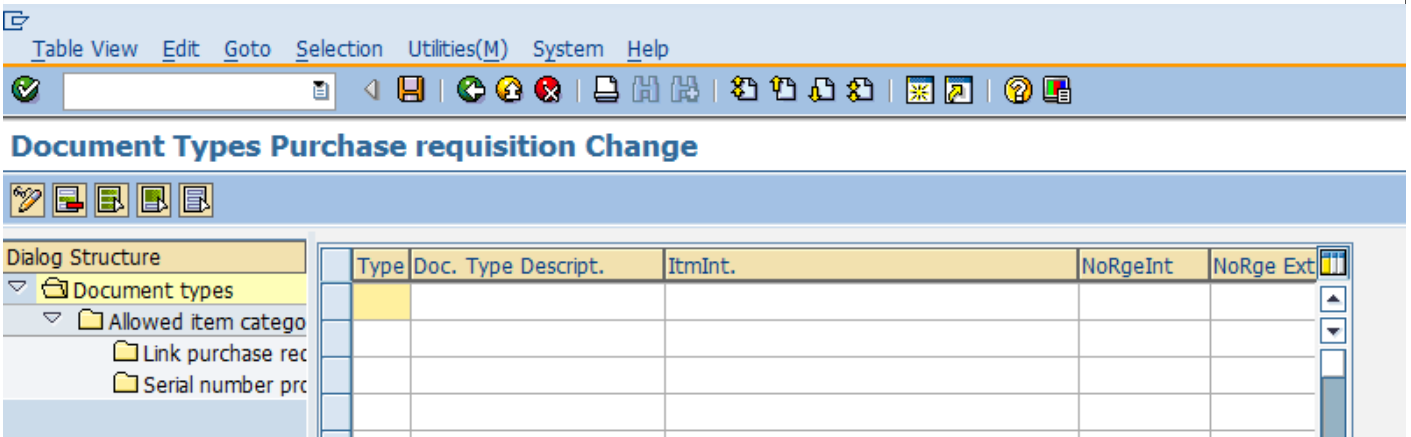 Table View Edit Goto Selection Utilities(M) System Help
Document Types Purchase requisition Change
Dialog Structure
Type Doc. Type Descript. ItmInt. NoRgeInt NoRge Ext
Document types
Allowed item catego
Link purchase rec
Serial number pro